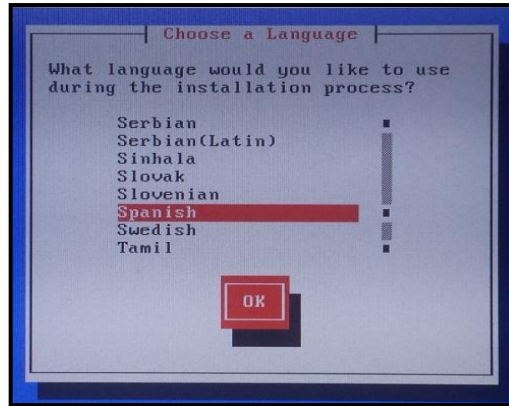 Choose a Language
What language would you like to use
during the installation process?
Serbian
Serbian(Latin)
Sinhala
Slovak
Slovenian
Spanish
Swedish
Tamil
OK